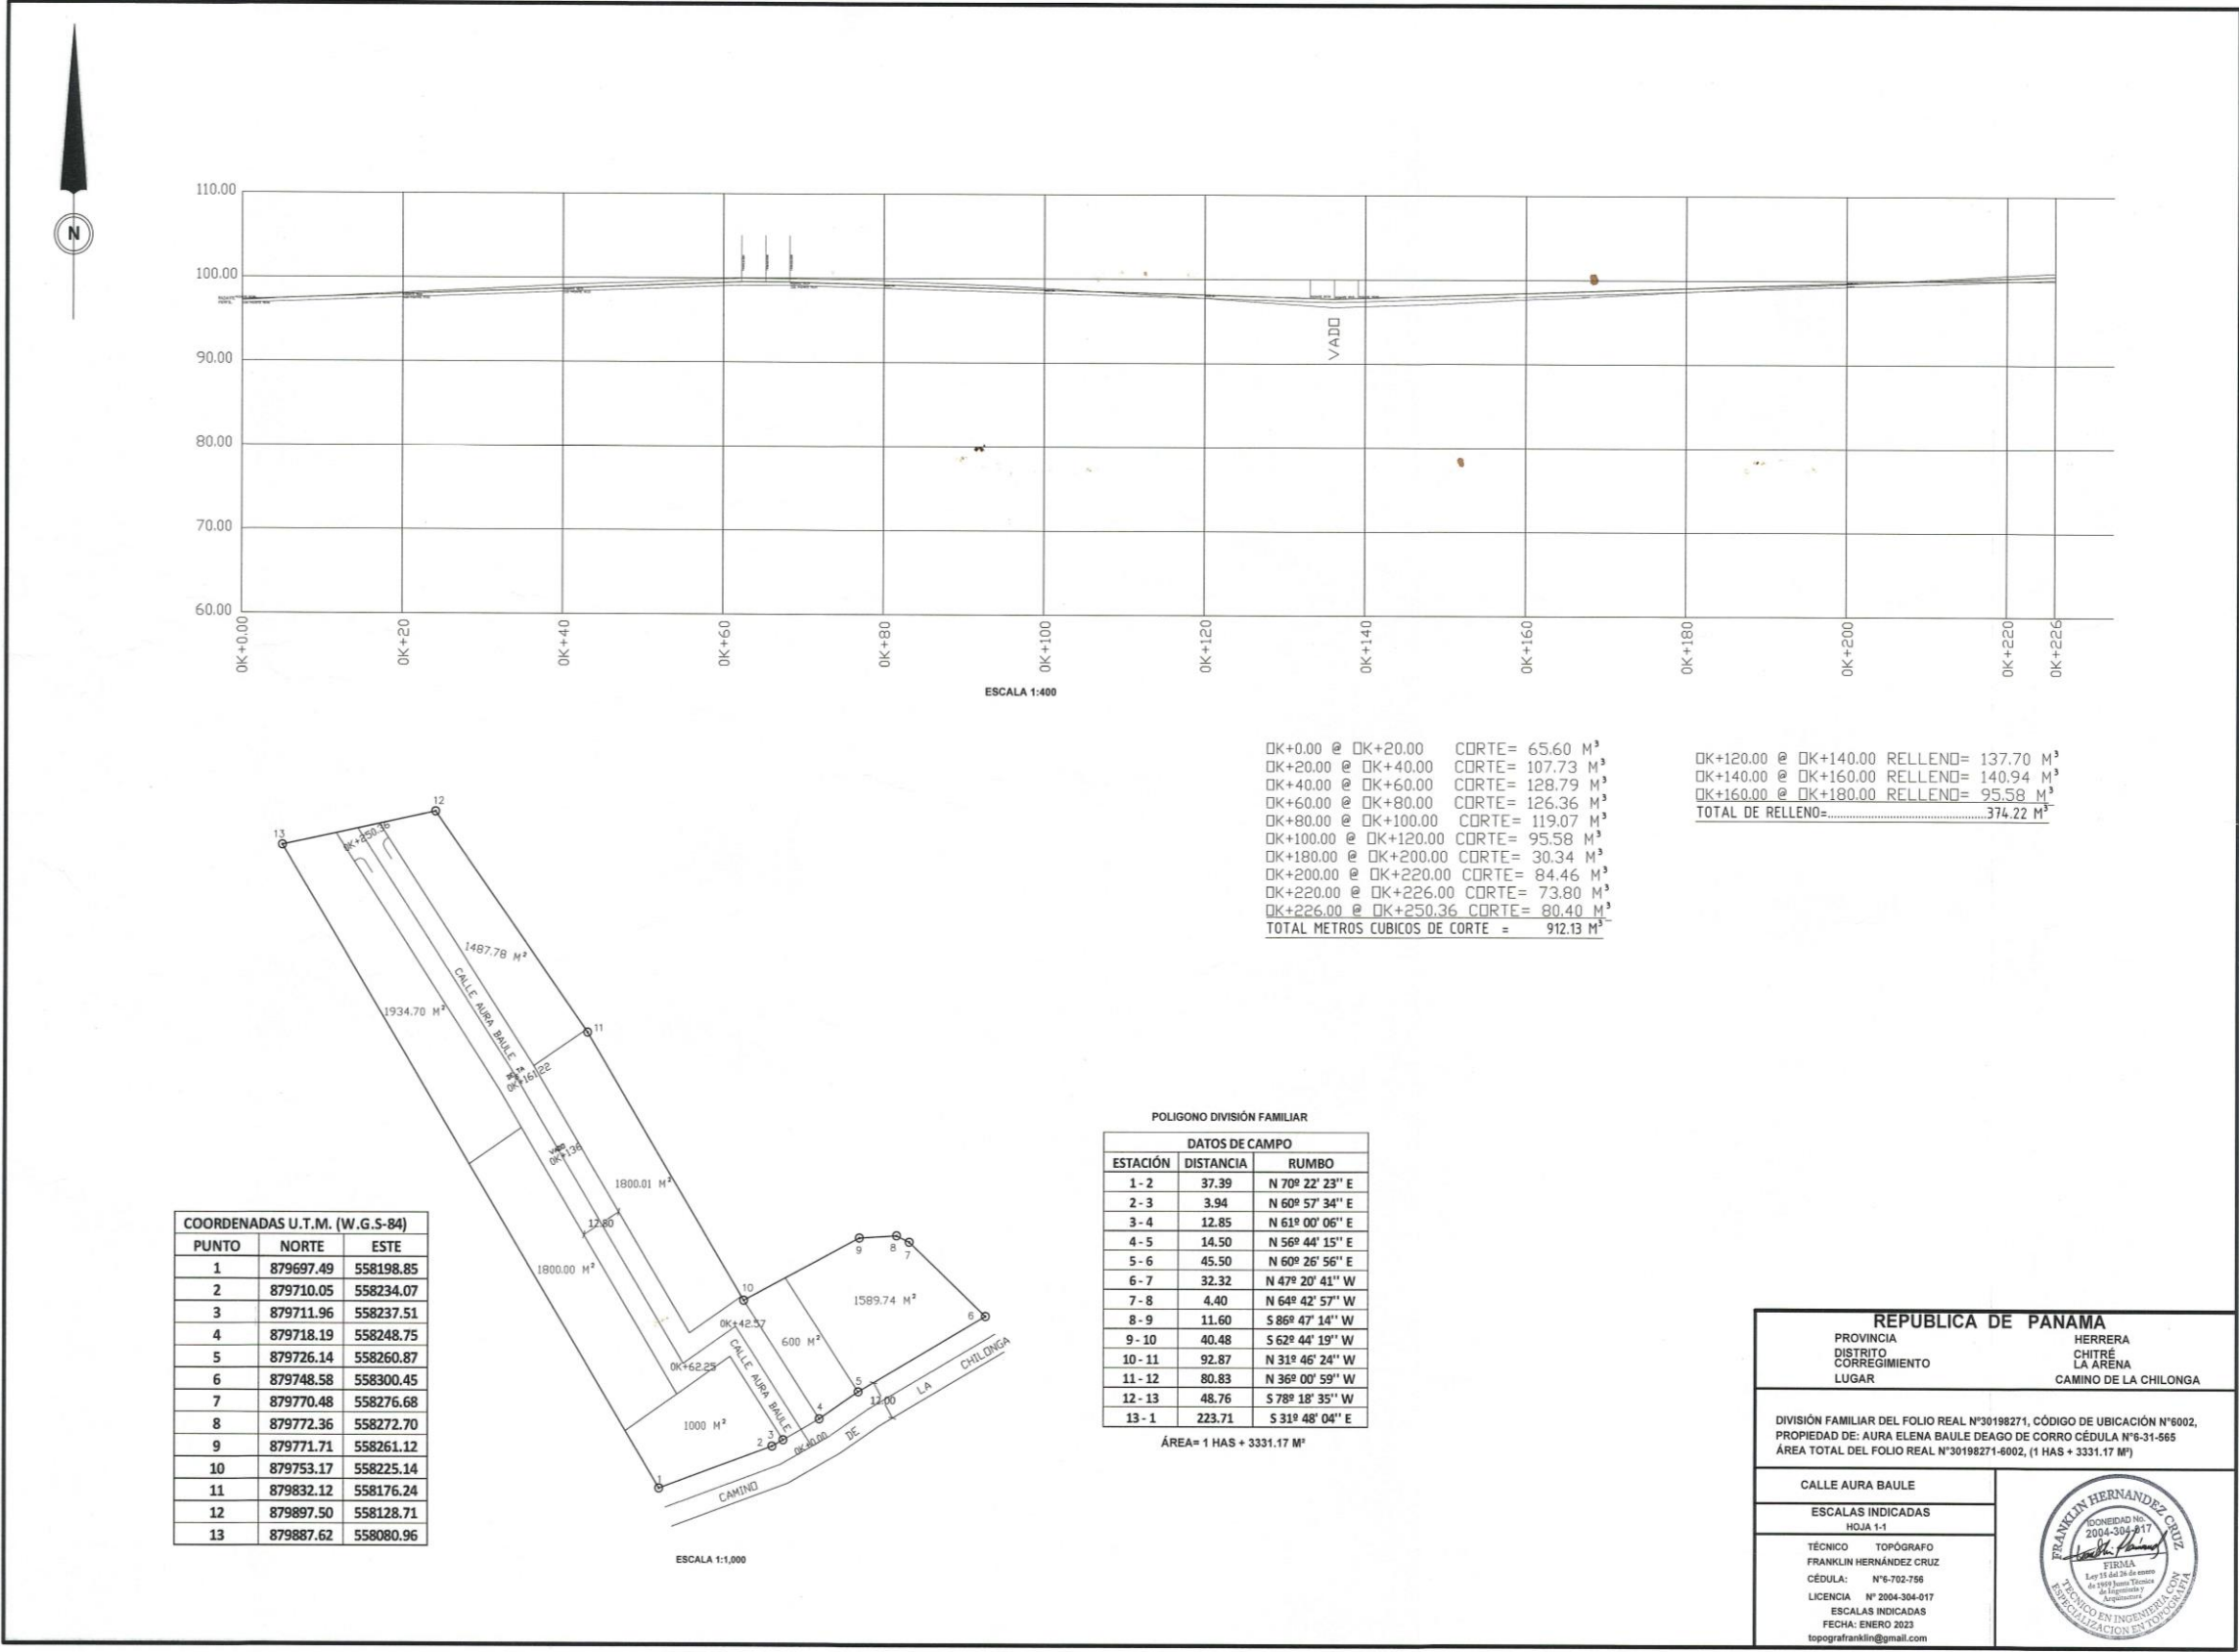 N
110.00
100.00
90.00
80.00
70.00
60.00
VADO
0K+0.00
0K+20
0K+40
0K+60
0K+80
0K+100
0K+120
0K+140
0K+160
0K+180
0K+200
0K+220
0K+226
ESCALA 1:400
0K+0.00 @ 0K+20.00 CORTE= 65.60 M³
0K+20.00 @ 0K+40.00 CORTE= 107.73 M³
0K+40.00 @ 0K+60.00 CORTE= 128.79 M³
0K+60.00 @ 0K+80.00 CORTE= 126.36 M³
0K+80.00 @ 0K+100.00 CORTE= 119.07 M³
0K+100.00 @ 0K+120.00 CORTE= 95.58 M³
0K+180.00 @ 0K+200.00 CORTE= 30.34 M³
0K+200.00 @ 0K+220.00 CORTE= 84.46 M³
0K+220.00 @ 0K+226.00 CORTE= 73.80 M³
0K+226.00 @ 0K+250.36 CORTE= 80.40 M³
TOTAL METROS CUBICOS DE CORTE = 912.13 M³
0K+120.00 @ 0K+140.00 RELLENO= 137.70 M³
0K+140.00 @ 0K+160.00 RELLENO= 140.94 M³
0K+160.00 @ 0K+180.00 RELLENO= 95.58 M³
TOTAL DE RELLENO=..........................................374.22 M³
12
13
0K+250.36
1487.78 M²
CALLE AURA BAULE
1934.70 M²
11
0K+161.22
VADO
0K+136
1800.01 M²
12.80
1800.00 M²
10
9
8
7
1589.74 M²
6
0K+42.57
600 M²
0K+62.25
CALLE AURA BAULE
5
4
12.00
1000 M²
3
2
0K+0.00
1
CAMINO DE LA CHILONGA
ESCALA 1:1,000
COORDENADAS U.T.M. (W.G.S-84)
PUNTO NORTE ESTE
1 879697.49 558198.85
2 879710.05 558234.07
3 879711.96 558237.51
4 879718.19 558248.75
5 879726.14 558260.87
6 879748.58 558300.45
7 879770.48 558276.68
8 879772.36 558272.70
9 879771.71 558261.12
10 879753.17 558225.14
11 879832.12 558176.24
12 879897.50 558128.71
13 879887.62 558080.96
POLIGONO DIVISIÓN FAMILIAR
DATOS DE CAMPO
ESTACIÓN DISTANCIA RUMBO
1 - 2 37.39 N 70º 22' 23'' E
2 - 3 3.94 N 60º 57' 34'' E
3 - 4 12.85 N 61º 00' 06'' E
4 - 5 14.50 N 56º 44' 15'' E
5 - 6 45.50 N 60º 26' 56'' E
6 - 7 32.32 N 47º 20' 41'' W
7 - 8 4.40 N 64º 42' 57'' W
8 - 9 11.60 S 86º 47' 14'' W
9 - 10 40.48 S 62º 44' 19'' W
10 - 11 92.87 N 31º 46' 24'' W
11 - 12 80.83 N 36º 00' 59'' W
12 - 13 48.76 S 78º 18' 35'' W
13 - 1 223.71 S 31º 48' 04'' E
ÁREA= 1 HAS + 3331.17 M²
REPUBLICA DE PANAMA
PROVINCIA HERRERA
DISTRITO CHITRÉ
CORREGIMIENTO LA ARENA
LUGAR CAMINO DE LA CHILONGA
DIVISIÓN FAMILIAR DEL FOLIO REAL N°30198271, CÓDIGO DE UBICACIÓN N°6002,
PROPIEDAD DE: AURA ELENA BAULE DEAGO DE CORRO CÉDULA N°6-31-565
ÁREA TOTAL DEL FOLIO REAL N°30198271-6002, (1 HAS + 3331.17 M²)
CALLE AURA BAULE
ESCALAS INDICADAS
HOJA 1-1
TÉCNICO TOPÓGRAFO
FRANKLIN HERNÁNDEZ CRUZ
CÉDULA: N°6-702-756
LICENCIA N° 2004-304-017
ESCALAS INDICADAS
FECHA: ENERO 2023
topografranklin@gmail.com
FRANKLIN HERNANDEZ CRUZ
IDONEIDAD No.
2004-304-017
FIRMA
Ley 15 del 26 de enero
de 1959 Junta Técnica
de Ingeniería y
Arquitectura
TECNICO EN INGENIERIA CON
ESPECIALIZACION EN TOPOGRAFIA